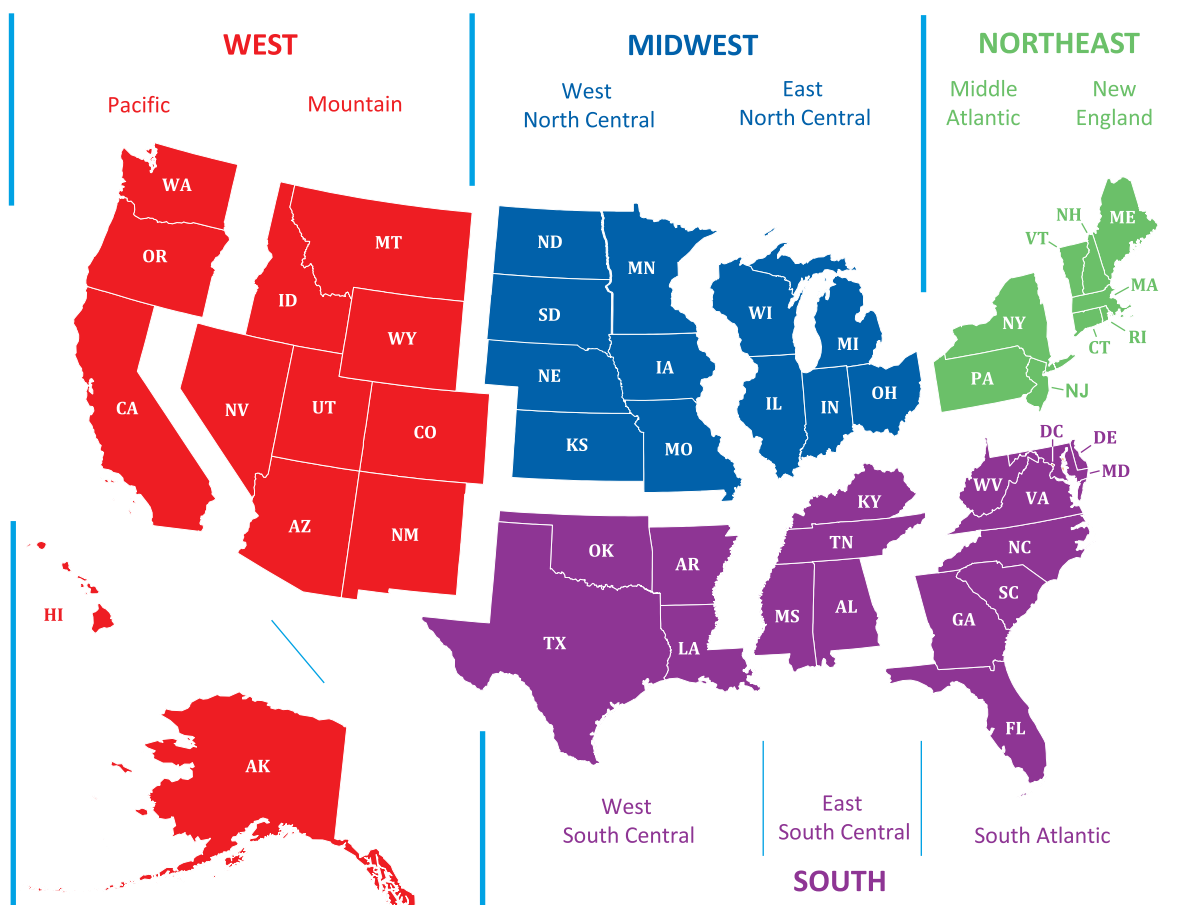 WEST
MIDWEST
NORTHEAST
Pacific
Mountain
West
North Central
East
North Central
Middle
Atlantic
New
England
WA
OR
CA
MT
ID
WY
NV
UT
CO
AZ
NM
HI
AK
ND
SD
NE
KS
MN
IA
MO
WI
MI
IL
IN
OH
ME
NH
VT
MA
RI
CT
NY
PA
NJ
OK
AR
TX
LA
KY
TN
MS
AL
DC
DE
MD
WV
VA
NC
SC
GA
FL
West
South Central
East
South Central
South Atlantic
SOUTH